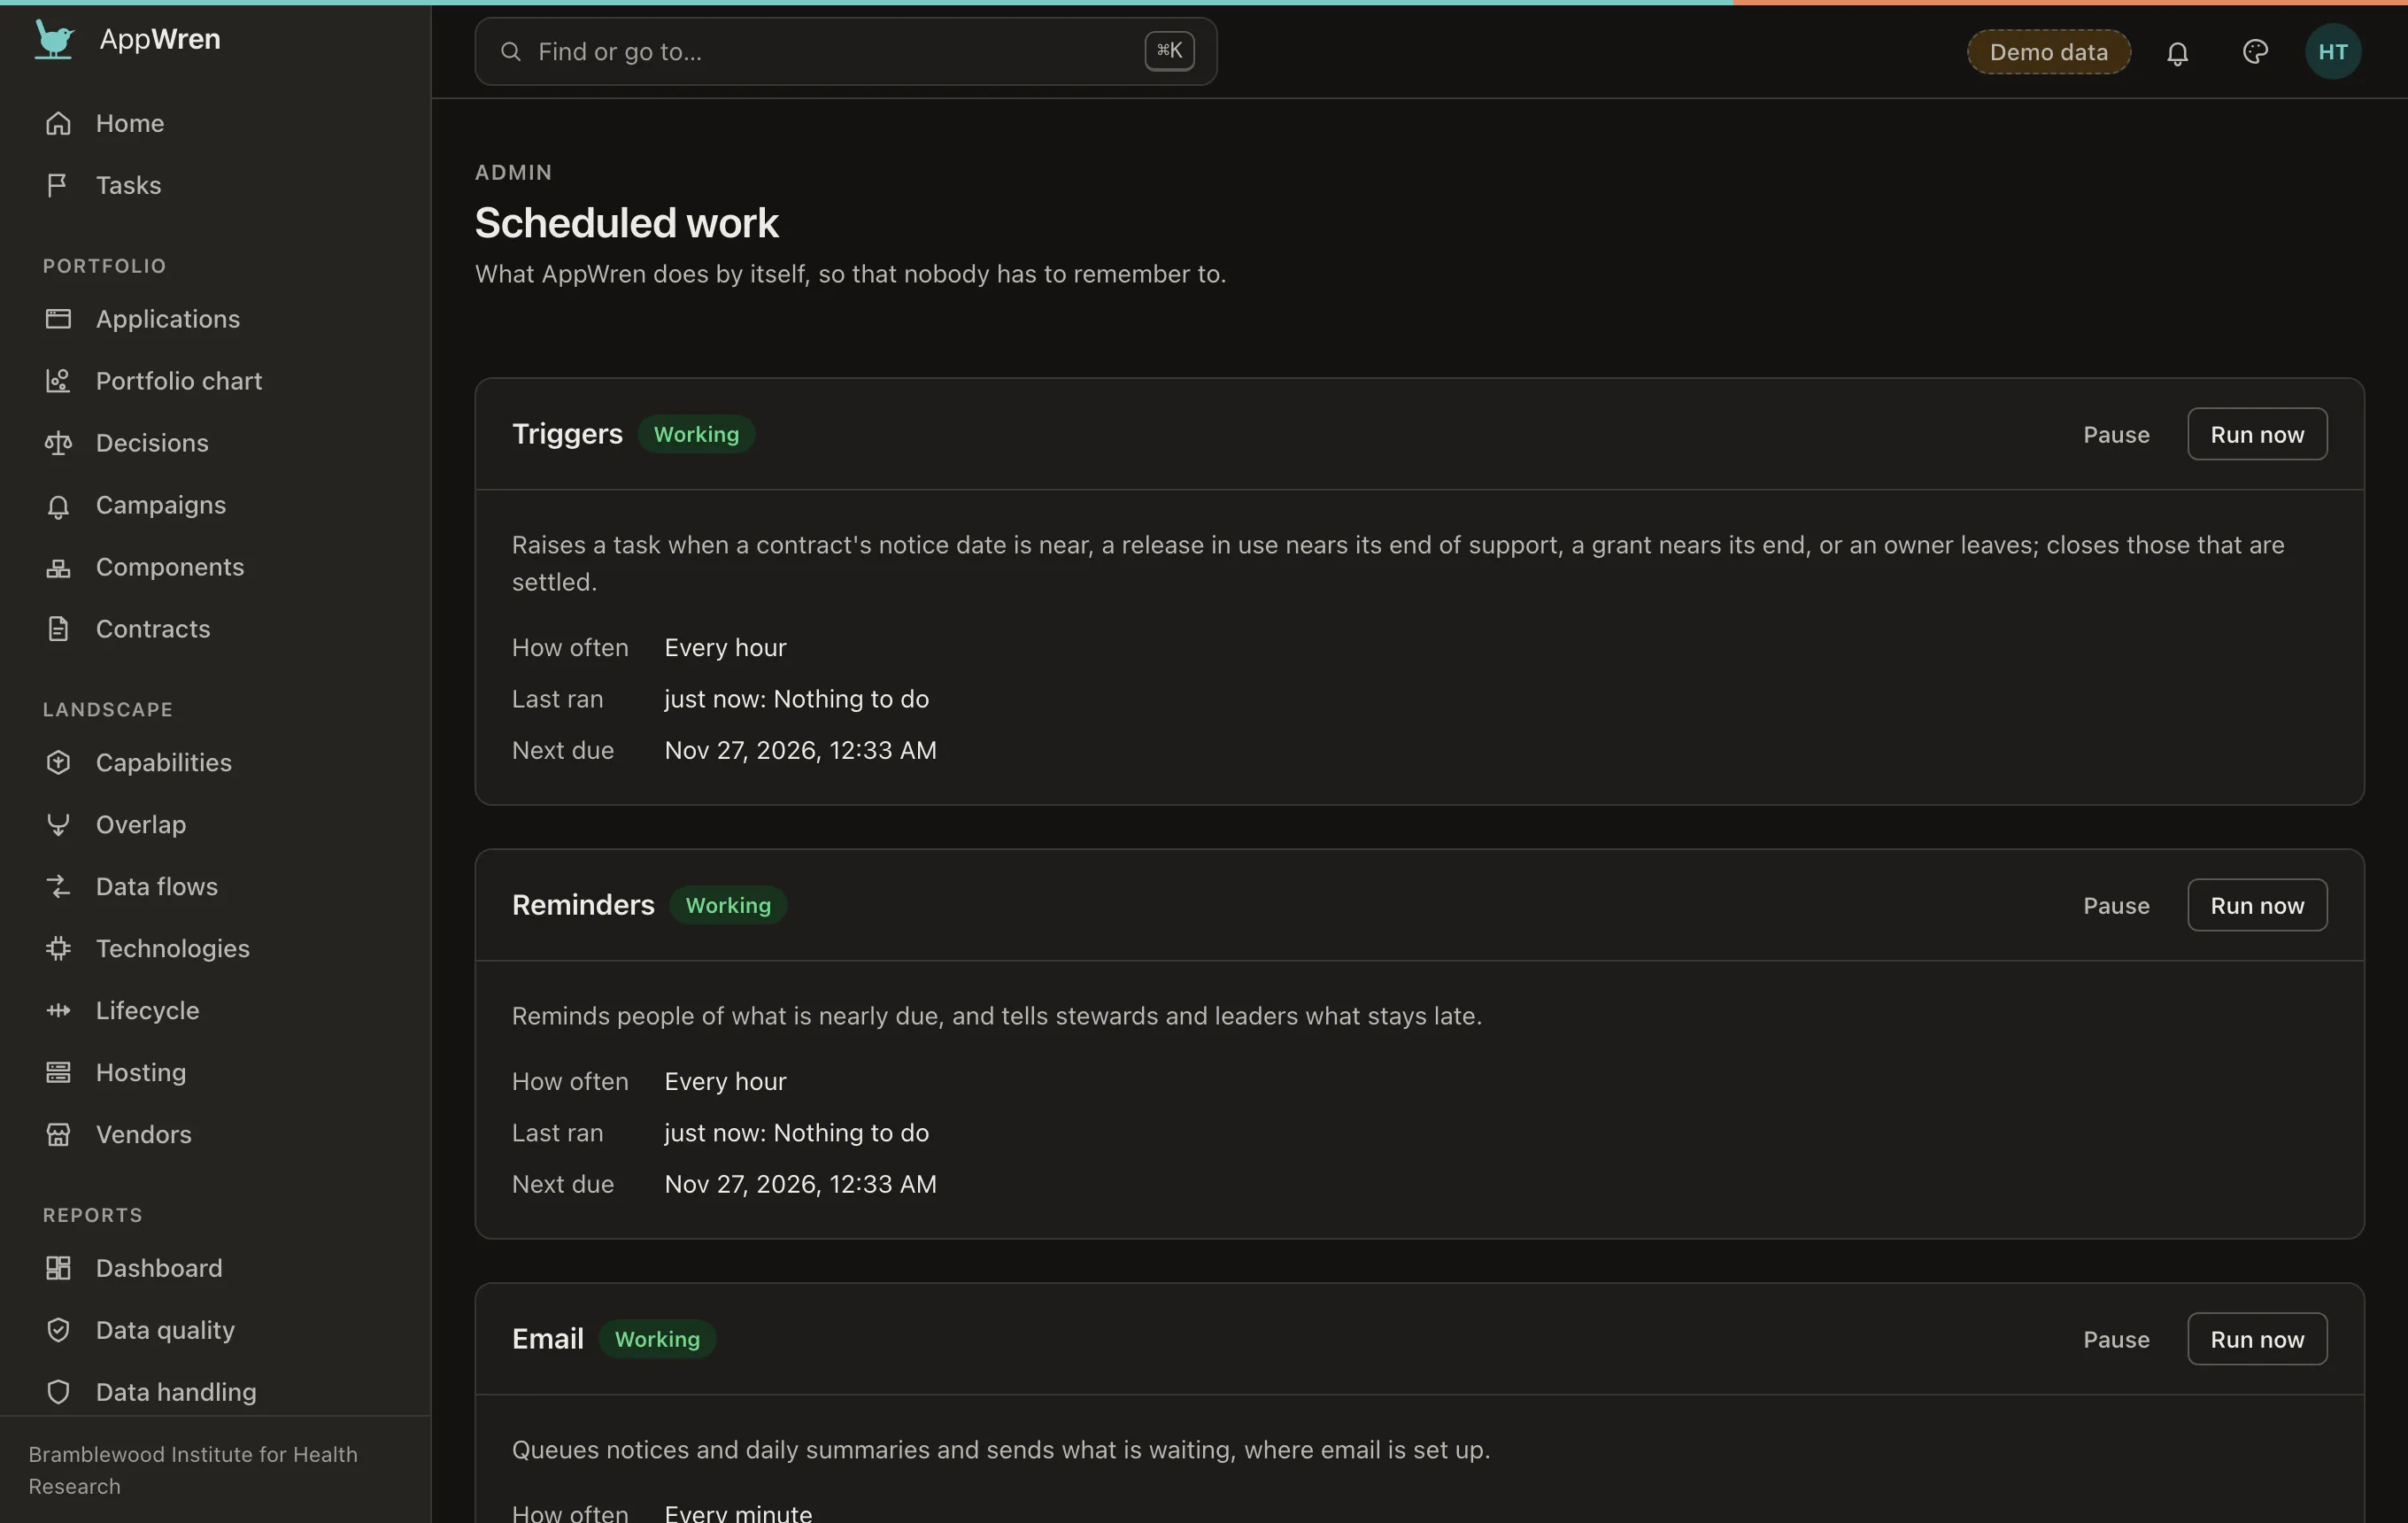 AppWren
Find or go to...
⌘K
Demo data
HT
Home
Tasks
PORTFOLIO
Applications
Portfolio chart
Decisions
Campaigns
Components
Contracts
LANDSCAPE
Capabilities
Overlap
Data flows
Technologies
Lifecycle
Hosting
Vendors
REPORTS
Dashboard
Data quality
Data handling
Bramblewood Institute for Health
Research
ADMIN
Scheduled work
What AppWren does by itself, so that nobody has to remember to.
Triggers Working
Pause Run now
Raises a task when a contract's notice date is near, a release in use nears its end of support, a grant nears its end, or an owner leaves; closes those that are
settled.
How often Every hour
Last ran just now: Nothing to do
Next due Nov 27, 2026, 12:33 AM
Reminders Working
Pause Run now
Reminds people of what is nearly due, and tells stewards and leaders what stays late.
How often Every hour
Last ran just now: Nothing to do
Next due Nov 27, 2026, 12:33 AM
Email Working
Pause Run now
Queues notices and daily summaries and sends what is waiting, where email is set up.
How often Every minute